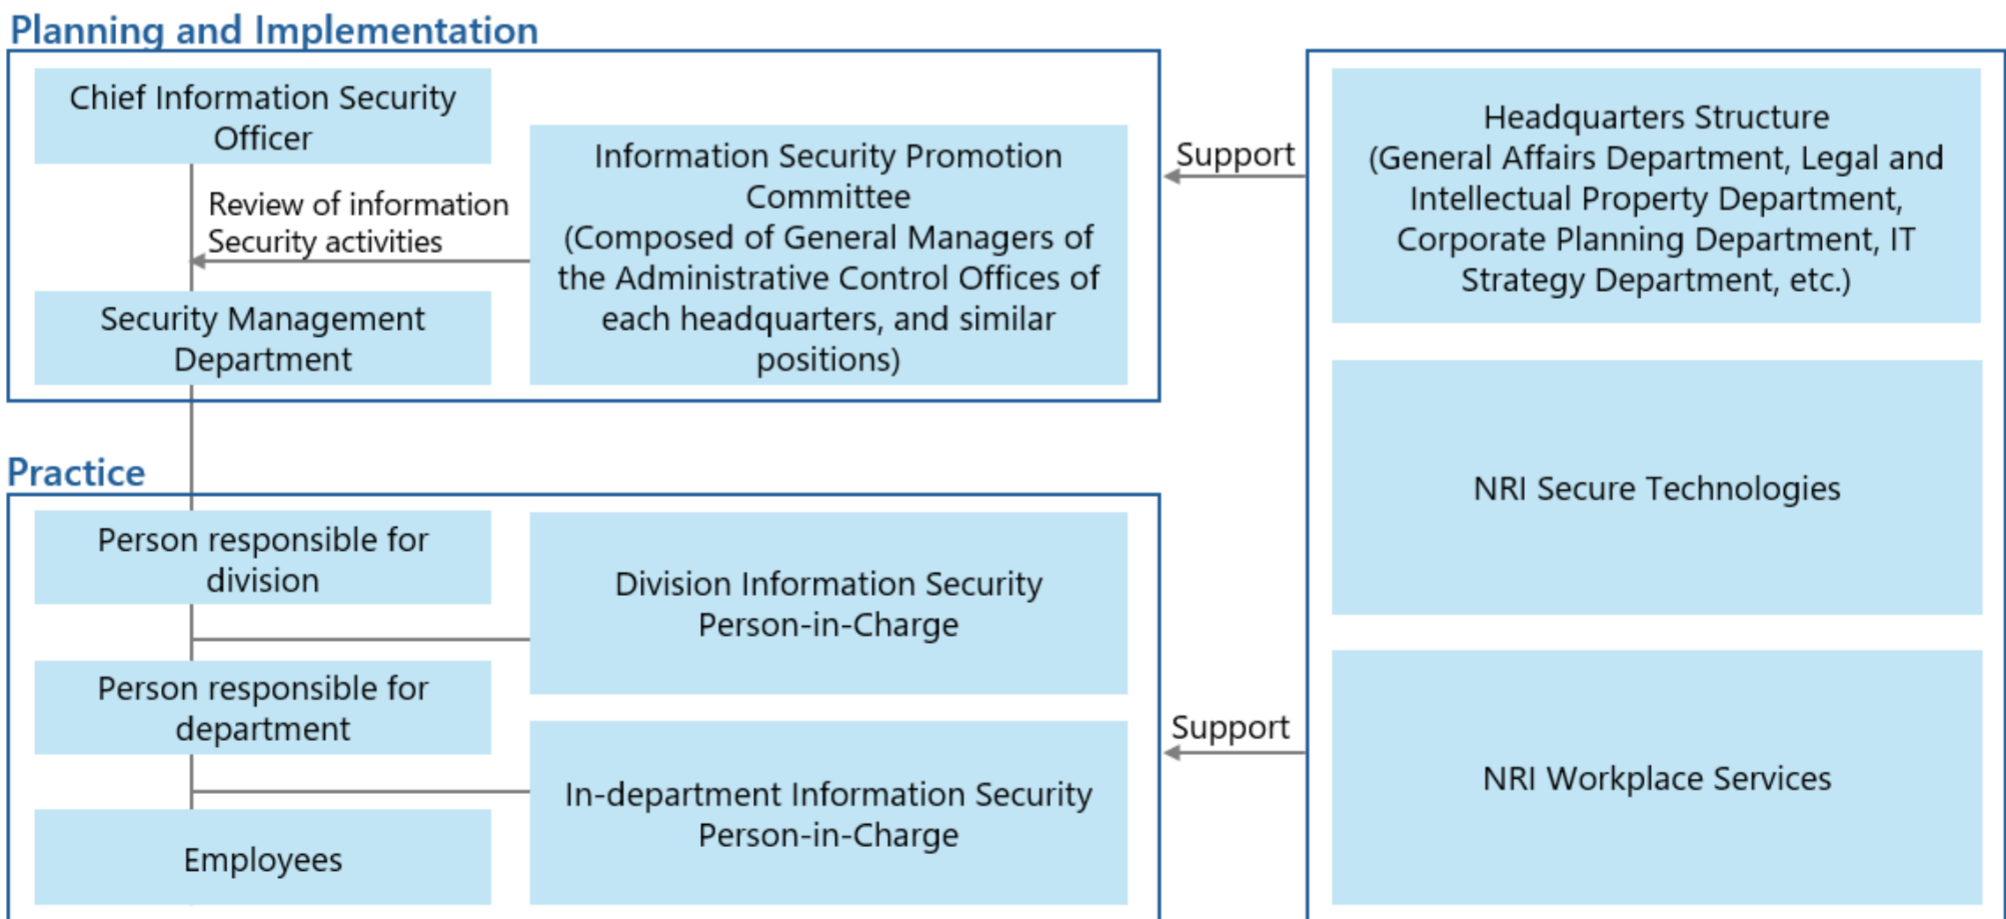 Planning and Implementation
Chief Information Security
Officer
Review of information
Security activities
Security Management
Department
Information Security Promotion
Committee
(Composed of General Managers of
the Administrative Control Offices of
each headquarters, and similar
positions)
Support
Headquarters Structure
(General Affairs Department, Legal and
Intellectual Property Department,
Corporate Planning Department, IT
Strategy Department, etc.)
NRI Secure Technologies
NRI Workplace Services
Practice
Person responsible for
division
Division Information Security
Person-in-Charge
Person responsible for
department
In-department Information Security
Person-in-Charge
Employees
Support